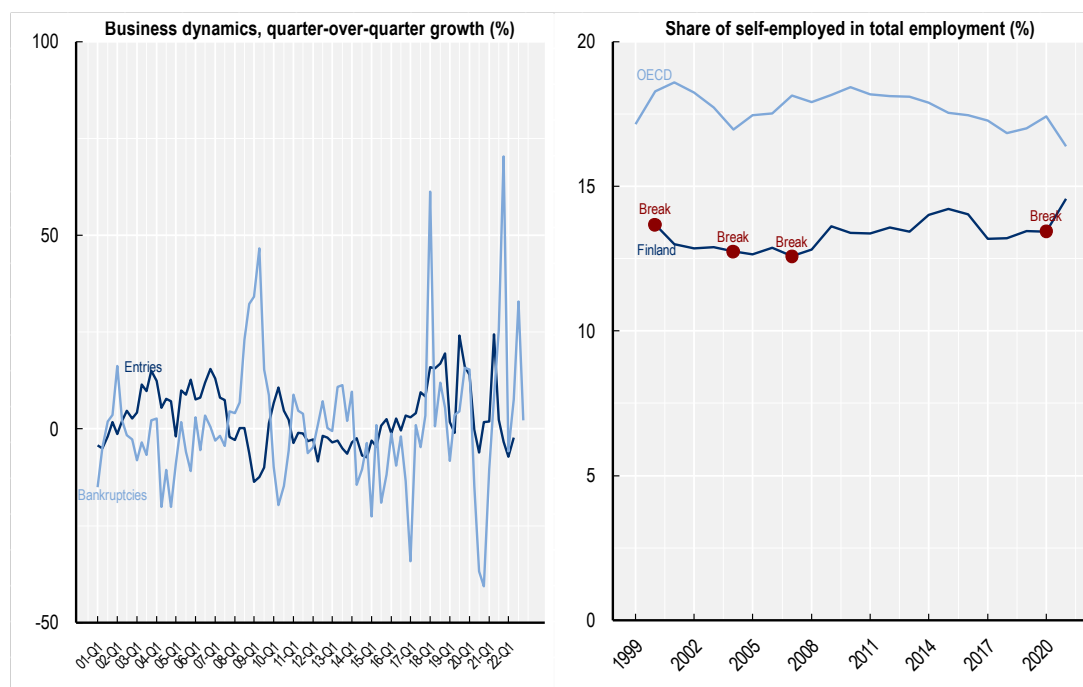 Business dynamics, quarter-over-quarter growth (%)
100
50
0
-50
Entries
Bankruptcies
01-Q1
02-Q1
03-Q1
04-Q1
05-Q1
06-Q1
07-Q1
08-Q1
09-Q1
10-Q1
11-Q1
12-Q1
13-Q1
14-Q1
15-Q1
16-Q1
17-Q1
18-Q1
19-Q1
20-Q1
21-Q1
22-Q1
Share of self-employed in total employment (%)
20
15
10
5
0
OECD
Break
Finland
Break
Break
Break
1999
2002
2005
2008
2011
2014
2017
2020